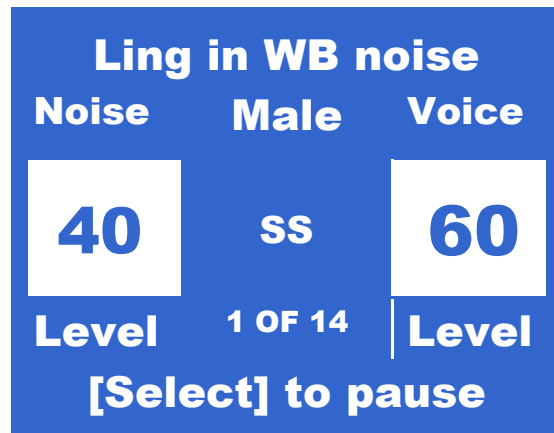 Ling in WB noise
Noise Male Voice
40 SS 60
Level 1 OF 14 Level
[Select] to pause